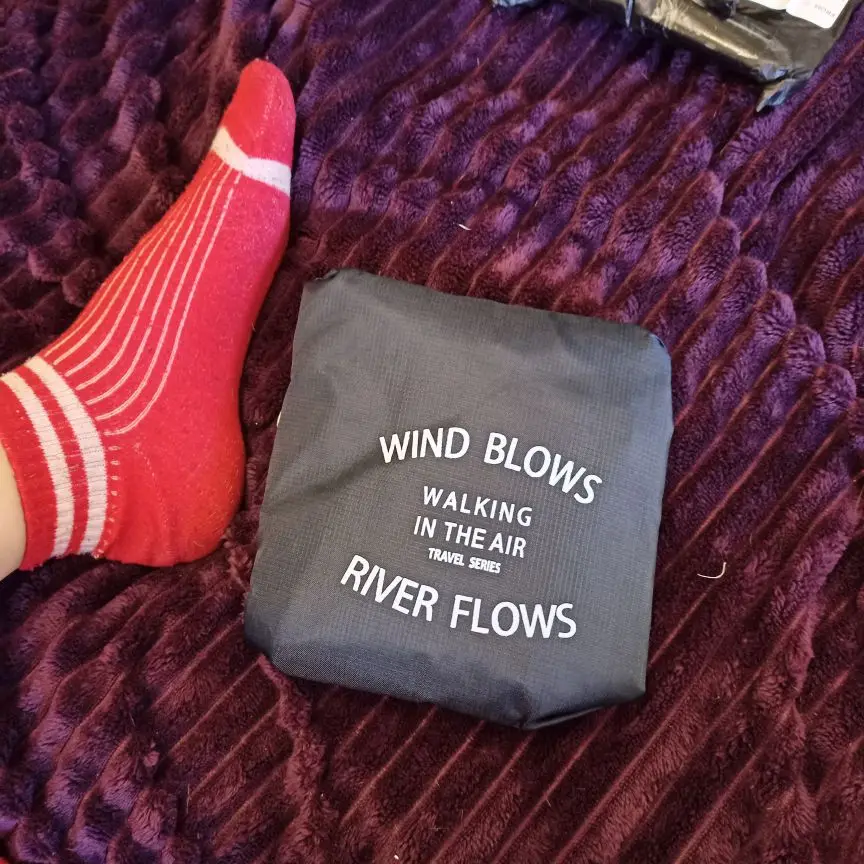 WIND BLOWS
WALKING
IN THE AIR
TRAVEL SERIES
RIVER FLOWS